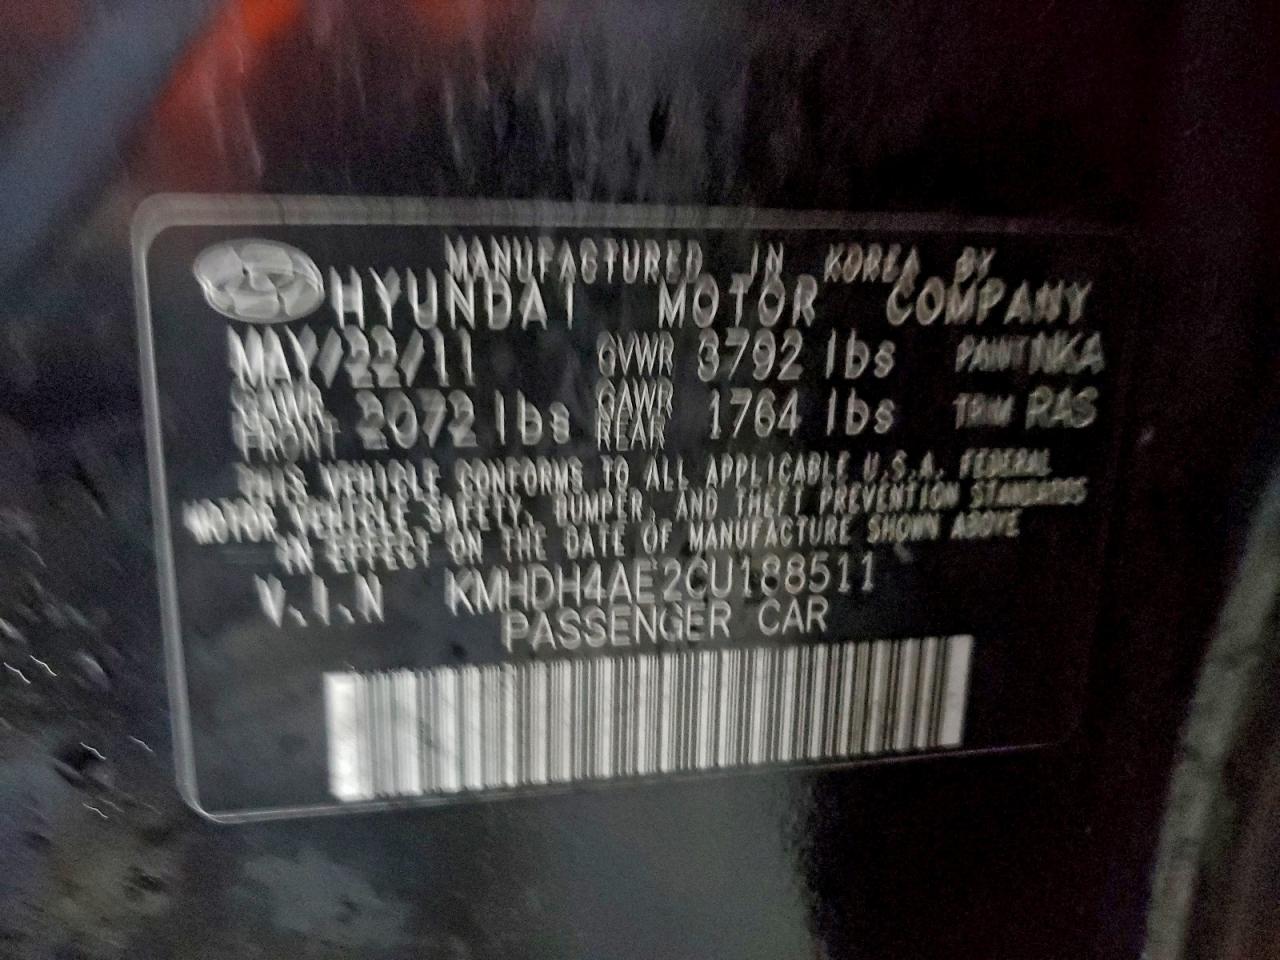 MANUFACTURED IN KOREA BY
HYUNDAI MOTOR COMPANY
MAY/22/11 GVWR 3792 lbs PAINT NKA
GAWR FRONT 2072 lbs GAWR REAR 1764 lbs TRIM RAS
THIS VEHICLE CONFORMS TO ALL APPLICABLE U.S.A. FEDERAL
MOTOR VEHICLE SAFETY, BUMPER, AND THEFT PREVENTION STANDARDS
IN EFFECT ON THE DATE OF MANUFACTURE SHOWN ABOVE
V.I.N KMHDH4AE2CU188511
PASSENGER CAR